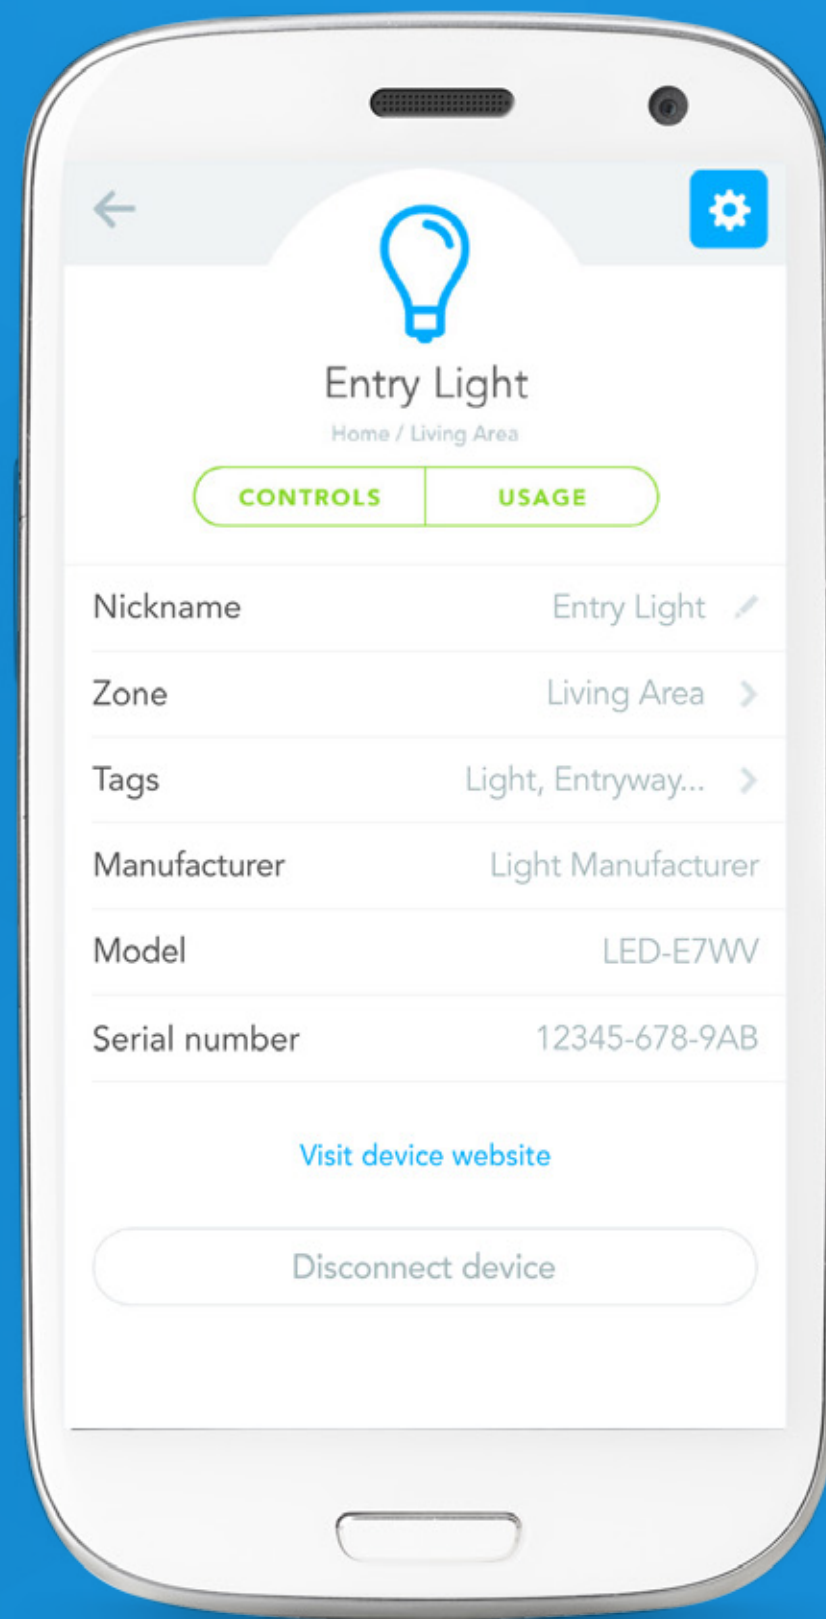 Entry Light
Home / Living Area
CONTROLS USAGE
Nickname Entry Light
Zone Living Area
Tags Light, Entryway...
Manufacturer Light Manufacturer
Model LED-E7WV
Serial number 12345-678-9AB
Visit device website
Disconnect device